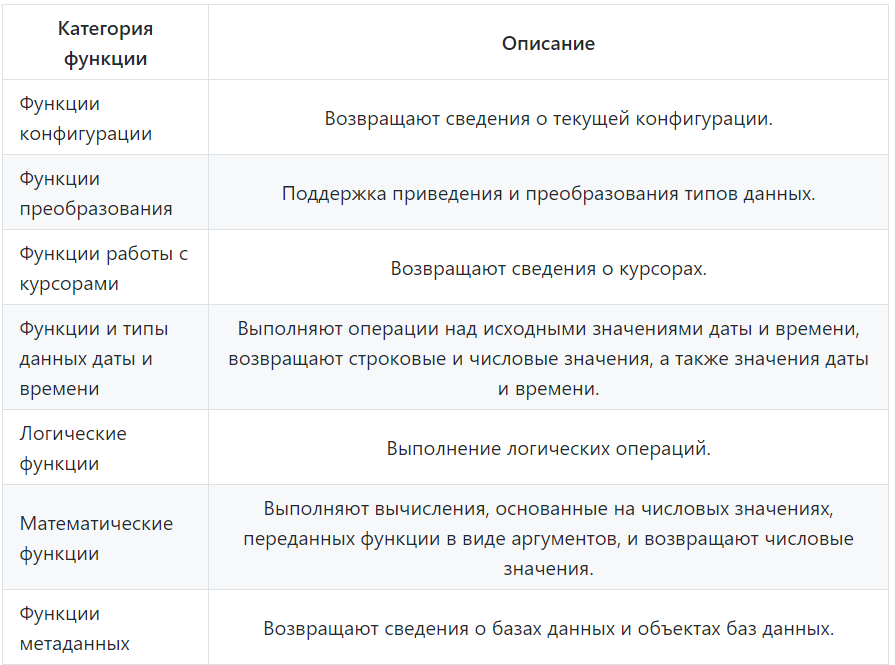 Категория
функции
Описание
Функции
конфигурации
Возвращают сведения о текущей конфигурации.
Функции
преобразования
Поддержка приведения и преобразования типов данных.
Функции работы с
курсорами
Возвращают сведения о курсорах.
Функции и типы
данных даты и
времени
Выполняют операции над исходными значениями даты и времени,
возвращают строковые и числовые значения, а также значения даты
и времени.
Логические
функции
Выполнение логических операций.
Математические
функции
Выполняют вычисления, основанные на числовых значениях,
переданных функции в виде аргументов, и возвращают числовые
значения.
Функции
метаданных
Возвращают сведения о базах данных и объектах баз данных.